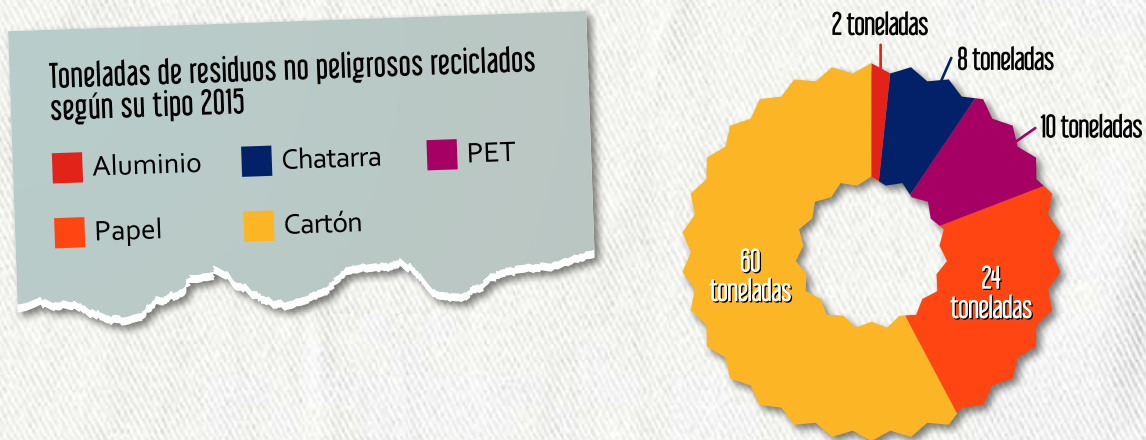 Toneladas de residuos no peligrosos reciclados
según su tipo 2015
Aluminio
Chatarra
PET
Papel
Cartón
2 toneladas
8 toneladas
10 toneladas
24
toneladas
60
toneladas